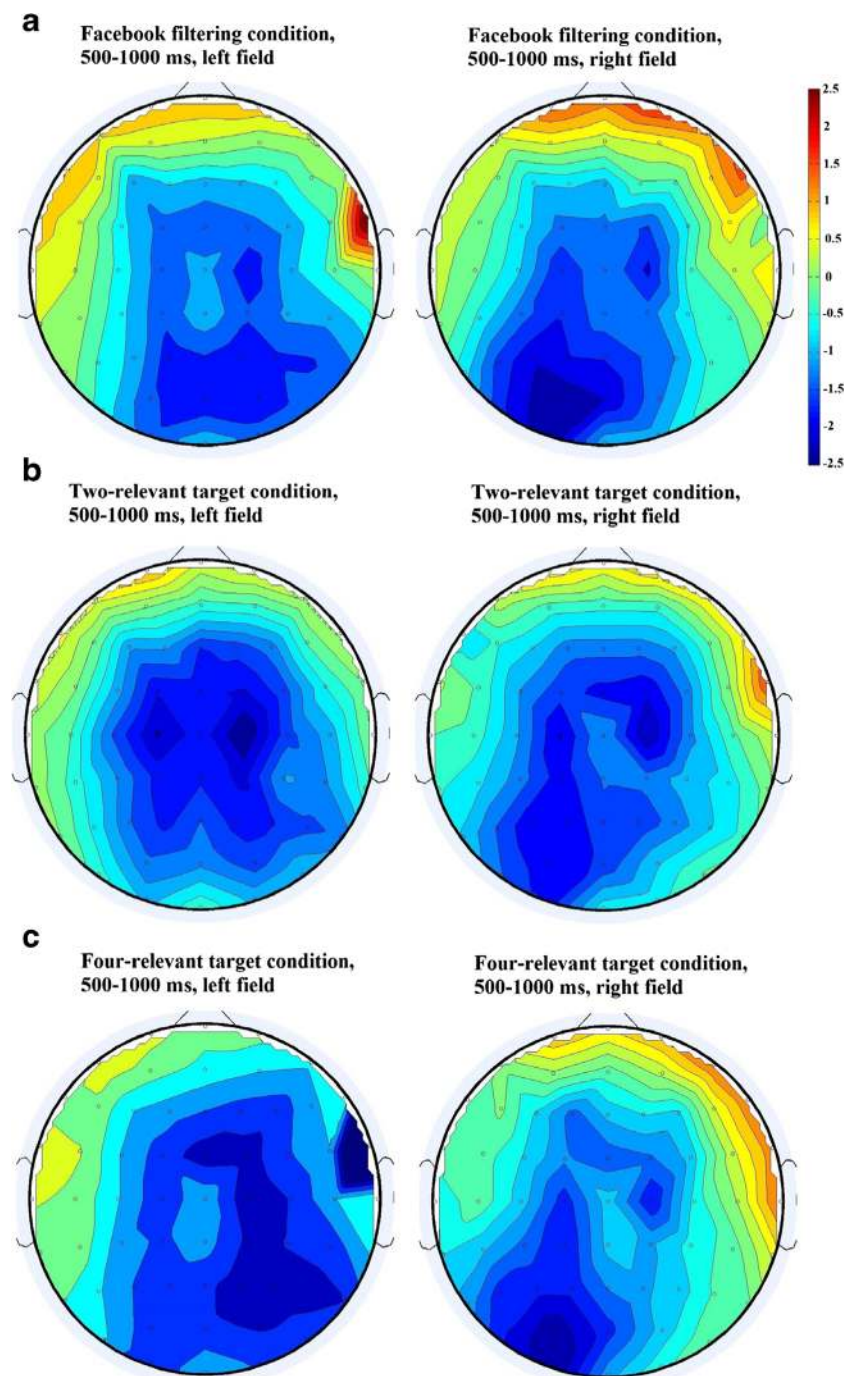 a
Facebook filtering condition,
500-1000 ms, left field
Facebook filtering condition,
500-1000 ms, right field
2.5
2
1.5
1
0.5
0
-0.5
-1
-1.5
-2
-2.5
b
Two-relevant target condition,
500-1000 ms, left field
Two-relevant target condition,
500-1000 ms, right field
c
Four-relevant target condition,
500-1000 ms, left field
Four-relevant target condition,
500-1000 ms, right field